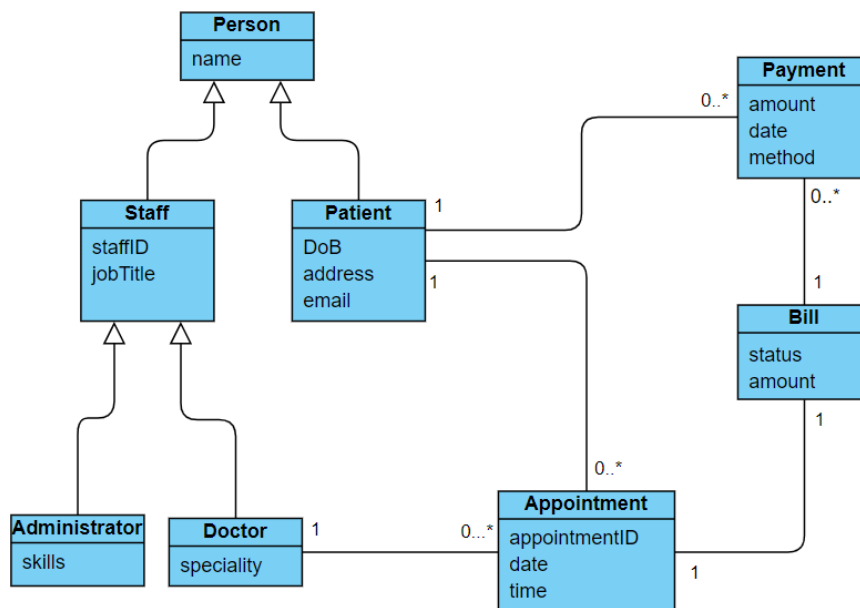 Person
name
Payment
amount
date
method
0..*
0..*
1
Staff
staffID
jobTitle
Patient
DoB
address
email
1
1
Bill
status
amount
1
0..*
Administrator
skills
Doctor
speciality
1
0...*
Appointment
appointmentID
date
time
1